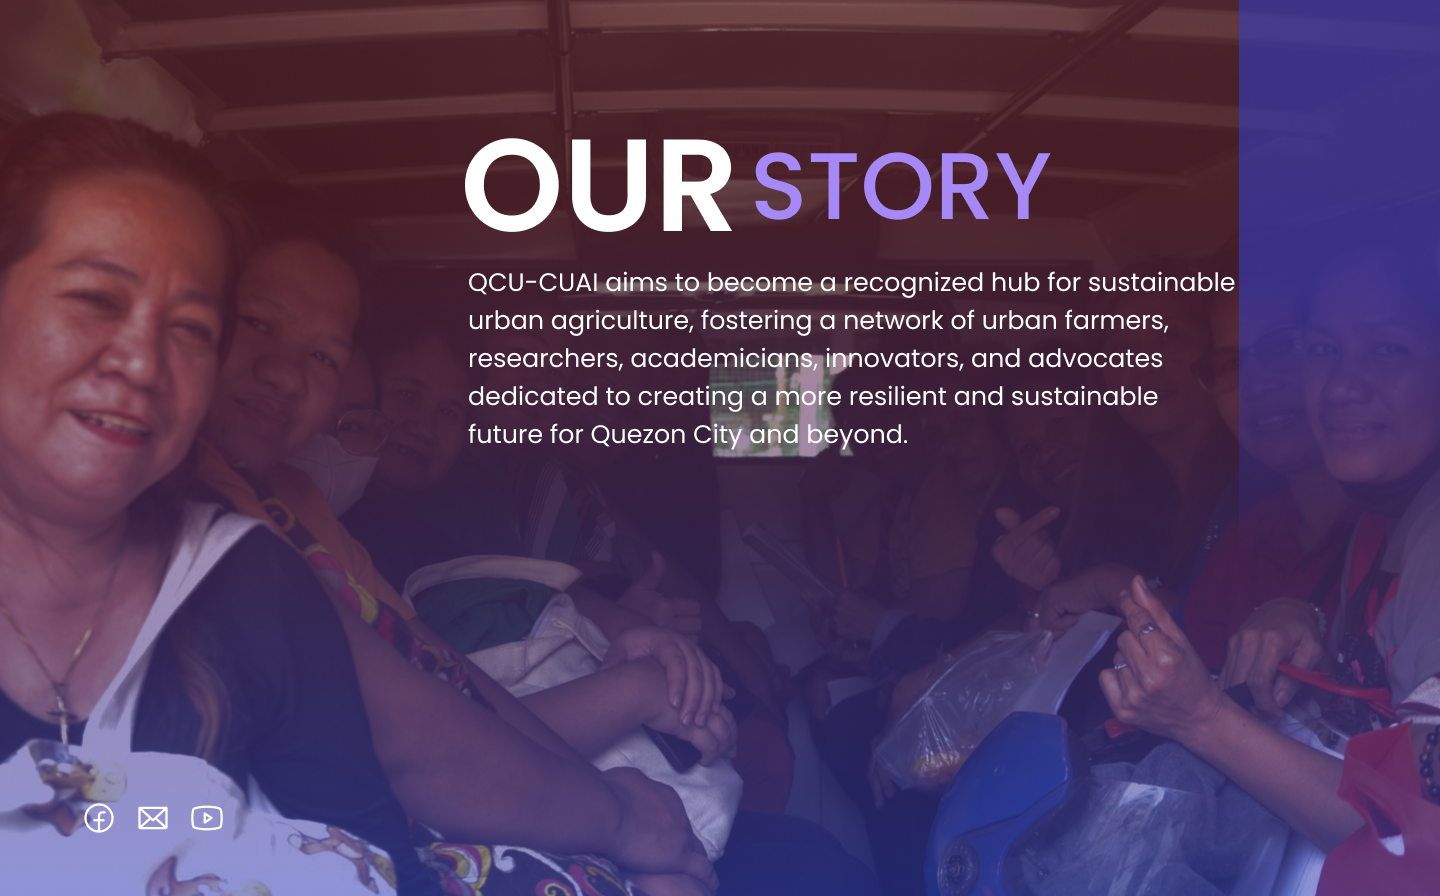 OUR STORY
QCU-CUAI aims to become a recognized hub for sustainable
urban agriculture, fostering a network of urban farmers,
researchers, academicians, innovators, and advocates
dedicated to creating a more resilient and sustainable
future for Quezon City and beyond.